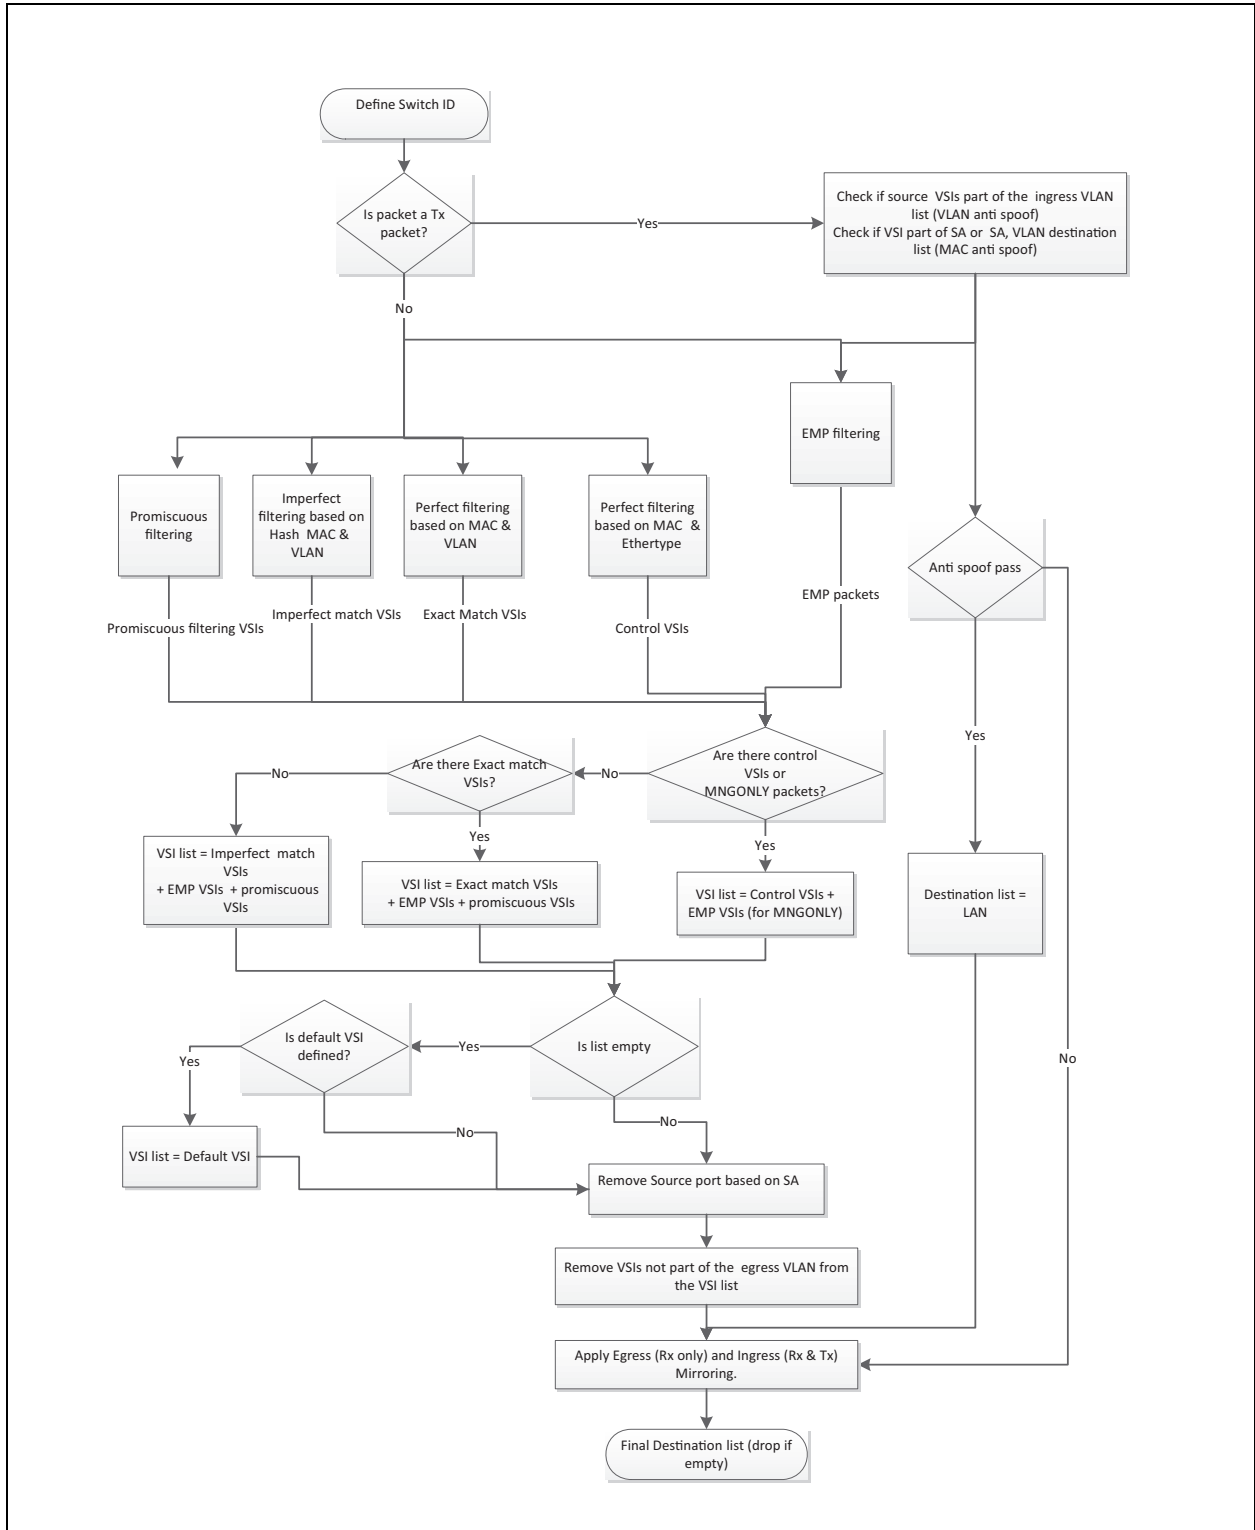 Define Switch ID
Is packet a Tx
packet?
Yes
Check if source VSIs part of the ingress VLAN
list (VLAN anti spoof)
Check if VSI part of SA or SA, VLAN destination
list (MAC anti spoof)
No
EMP filtering
Promiscuous
filtering
Imperfect
filtering based on
Hash MAC &
VLAN
Perfect filtering
based on MAC &
VLAN
Perfect filtering
based on MAC &
Ethertype
Anti spoof pass
EMP packets
Promiscuous filtering VSIs
Imperfect match VSIs
Exact Match VSIs
Control VSIs
Yes
Are there control
VSIs or
MNGONLY packets?
No
Are there Exact match
VSIs?
No
Yes
Yes
VSI list = Imperfect match
VSIs
+ EMP VSIs + promiscuous
VSIs
VSI list = Exact match VSIs
+ EMP VSIs + promiscuous VSIs
VSI list = Control VSIs +
EMP VSIs (for MNGONLY)
Destination list =
LAN
Is default VSI
defined?
Yes
Is list empty
Yes
No
No
No
VSI list = Default VSI
Remove Source port based on SA
Remove VSIs not part of the egress VLAN from
the VSI list
Apply Egress (Rx only) and Ingress (Rx & Tx)
Mirroring.
Final Destination list (drop if
empty)